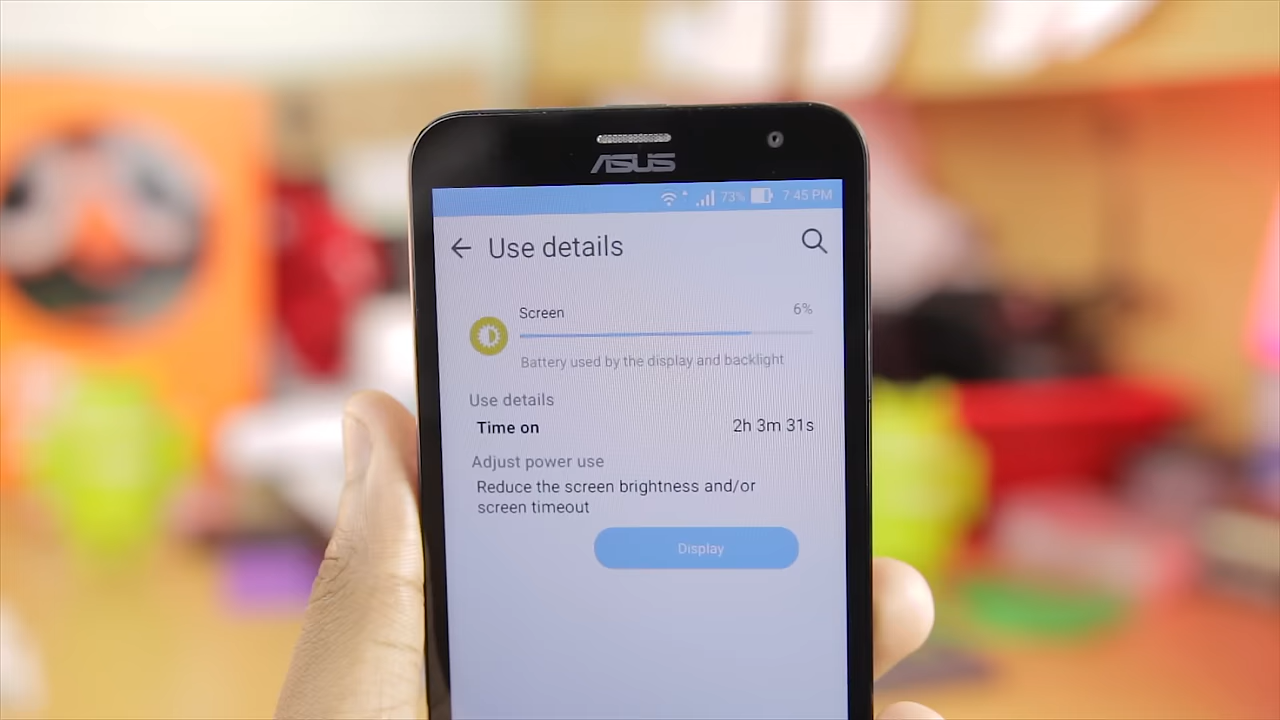 ASUS
73% 7:45 PM
Use details
Screen 6%
Battery used by the display and backlight
Use details
Time on 2h 3m 31s
Adjust power use
Reduce the screen brightness and/or
screen timeout
Display